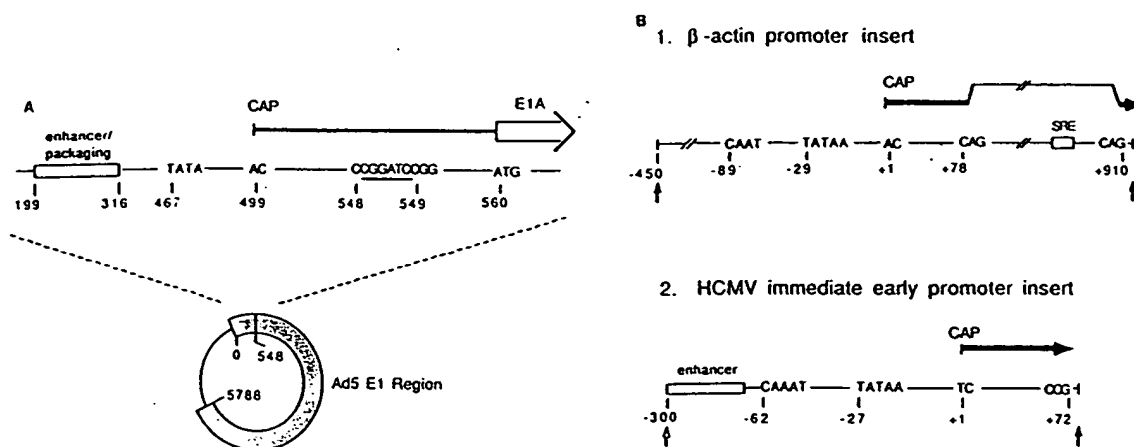 A
enhancer/
packaging
CAP
E1A
TATA
AC
CCGGATCCGG
ATG
199
316
467
499
548
549
560
0
548
5788
Ad5 E1 Region
B
1. β-actin promoter insert
CAP
SRE
CAAT
TATAA
AC
CAG
CAG
-450
-89
-29
+1
+78
+910
2. HCMV immediate early promoter insert
CAP
enhancer
CAAAT
TATAA
TC
CCG
-300
-62
-27
+1
+72